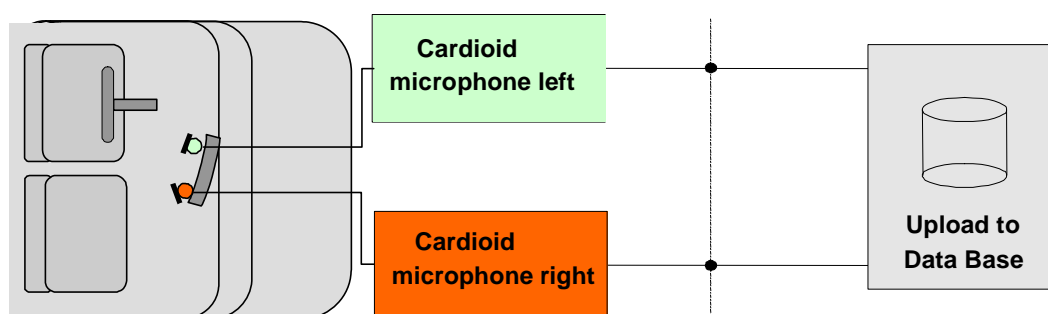 Cardioid
microphone left
Cardioid
microphone right
Upload to
Data Base